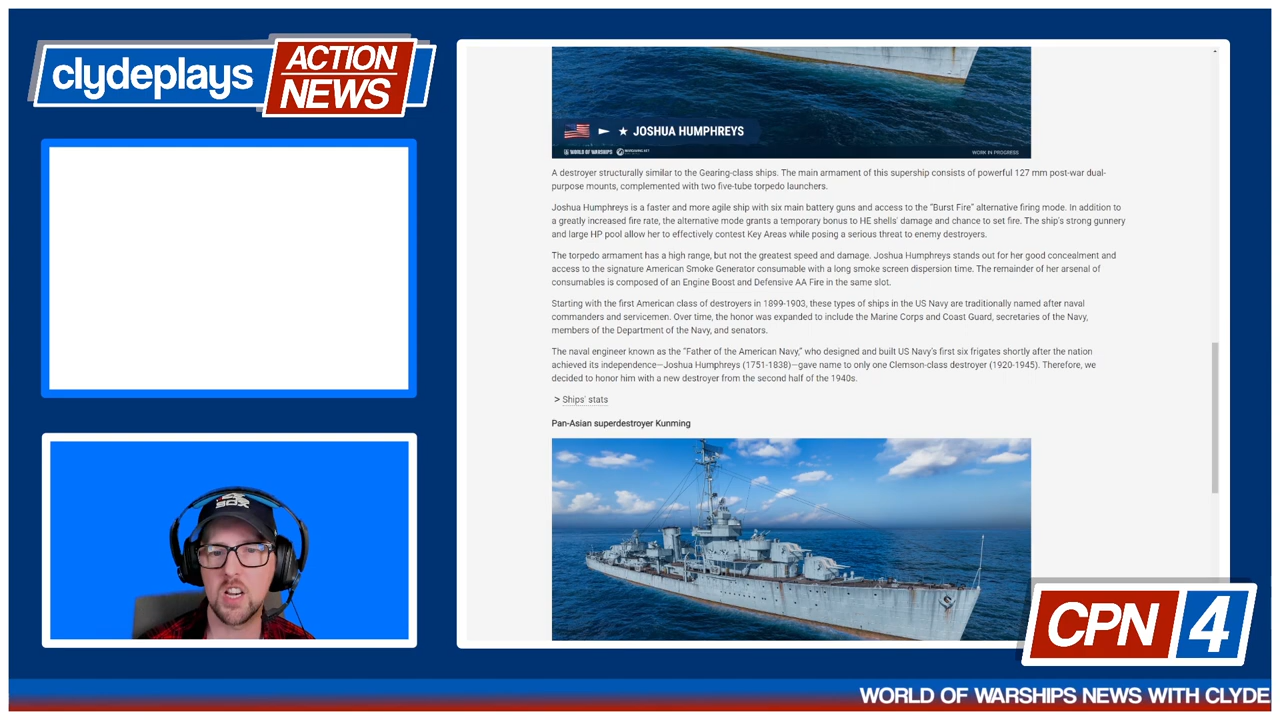 clydeplays
ACTION
NEWS
★ JOSHUA HUMPHREYS
WORLD OF WARSHIPS
WARGAMING.NET
WORK IN PROGRESS
A destroyer structurally similar to the Gearing-class ships. The main armament of this supership consists of powerful 127 mm post-war dual-
purpose mounts, complemented with two five-tube torpedo launchers.
Joshua Humphreys is a faster and more agile ship with six main battery guns and access to the “Burst Fire” alternative firing mode. In addition to
a greatly increased fire rate, the alternative mode grants a temporary bonus to HE shells' damage and chance to set fire. The ship's strong gunnery
and large HP pool allow her to effectively contest Key Areas while posing a serious threat to enemy destroyers.
The torpedo armament has a high range, but not the greatest speed and damage. Joshua Humphreys stands out for her good concealment and
access to the signature American Smoke Generator consumable with a long smoke screen dispersion time. The remainder of her arsenal of
consumables is composed of an Engine Boost and Defensive AA Fire in the same slot.
Starting with the first American class of destroyers in 1899-1903, these types of ships in the US Navy are traditionally named after naval
commanders and servicemen. Over time, the honor was expanded to include the Marine Corps and Coast Guard, secretaries of the Navy,
members of the Department of the Navy, and senators.
The naval engineer known as the “Father of the American Navy,” who designed and built US Navy's first six frigates shortly after the nation
achieved its independence—Joshua Humphreys (1751-1838)—gave name to only one Clemson-class destroyer (1920-1945). Therefore, we
decided to honor him with a new destroyer from the second half of the 1940s.
> Ships' stats
Pan-Asian superdestroyer Kunming
SOX
CPN 4
WORLD OF WARSHIPS NEWS WITH CLYDE